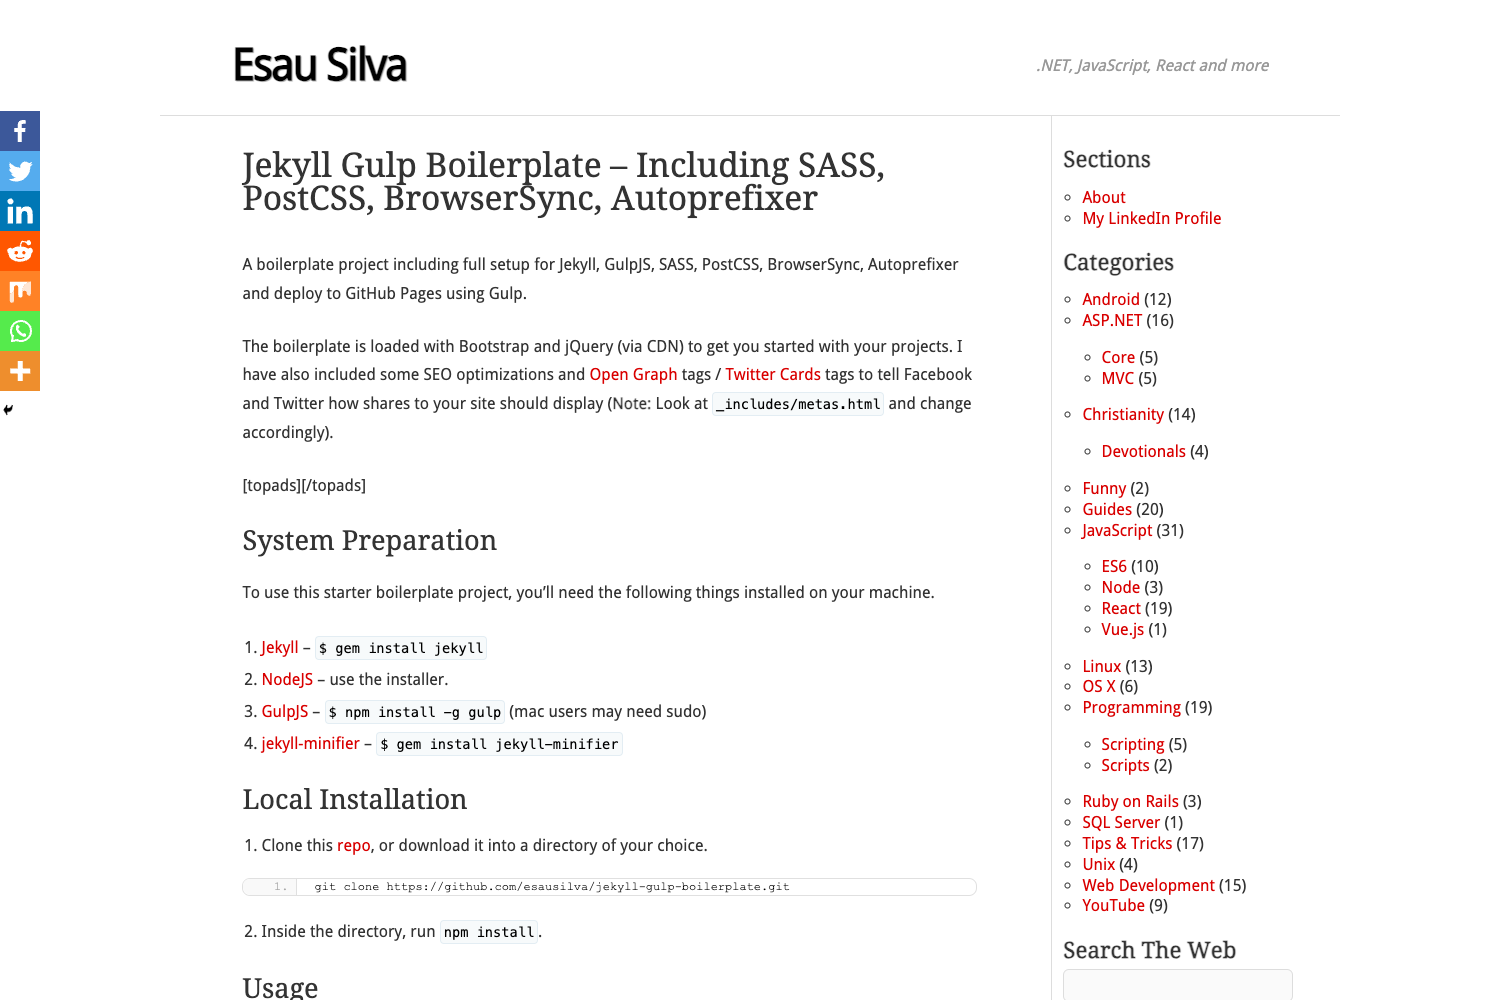 Esau Silva
.NET, JavaScript, React and more
Jekyll Gulp Boilerplate – Including SASS,
PostCSS, BrowserSync, Autoprefixer
A boilerplate project including full setup for Jekyll, GulpJS, SASS, PostCSS, BrowserSync, Autoprefixer
and deploy to GitHub Pages using Gulp.
The boilerplate is loaded with Bootstrap and jQuery (via CDN) to get you started with your projects. I
have also included some SEO optimizations and Open Graph tags / Twitter Cards tags to tell Facebook
and Twitter how shares to your site should display (Note: Look at _includes/metas.html and change
accordingly).
[topads][/topads]
System Preparation
To use this starter boilerplate project, you’ll need the following things installed on your machine.
1. Jekyll – $ gem install jekyll
2. NodeJS – use the installer.
3. GulpJS – $ npm install -g gulp (mac users may need sudo)
4. jekyll-minifier – $ gem install jekyll-minifier
Local Installation
1. Clone this repo, or download it into a directory of your choice.
1. git clone https://github.com/esausilva/jekyll-gulp-boilerplate.git
2. Inside the directory, run npm install.
Usage
Sections
About
My LinkedIn Profile
Categories
Android (12)
ASP.NET (16)
Core (5)
MVC (5)
Christianity (14)
Devotionals (4)
Funny (2)
Guides (20)
JavaScript (31)
ES6 (10)
Node (3)
React (19)
Vue.js (1)
Linux (13)
OS X (6)
Programming (19)
Scripting (5)
Scripts (2)
Ruby on Rails (3)
SQL Server (1)
Tips & Tricks (17)
Unix (4)
Web Development (15)
YouTube (9)
Search The Web